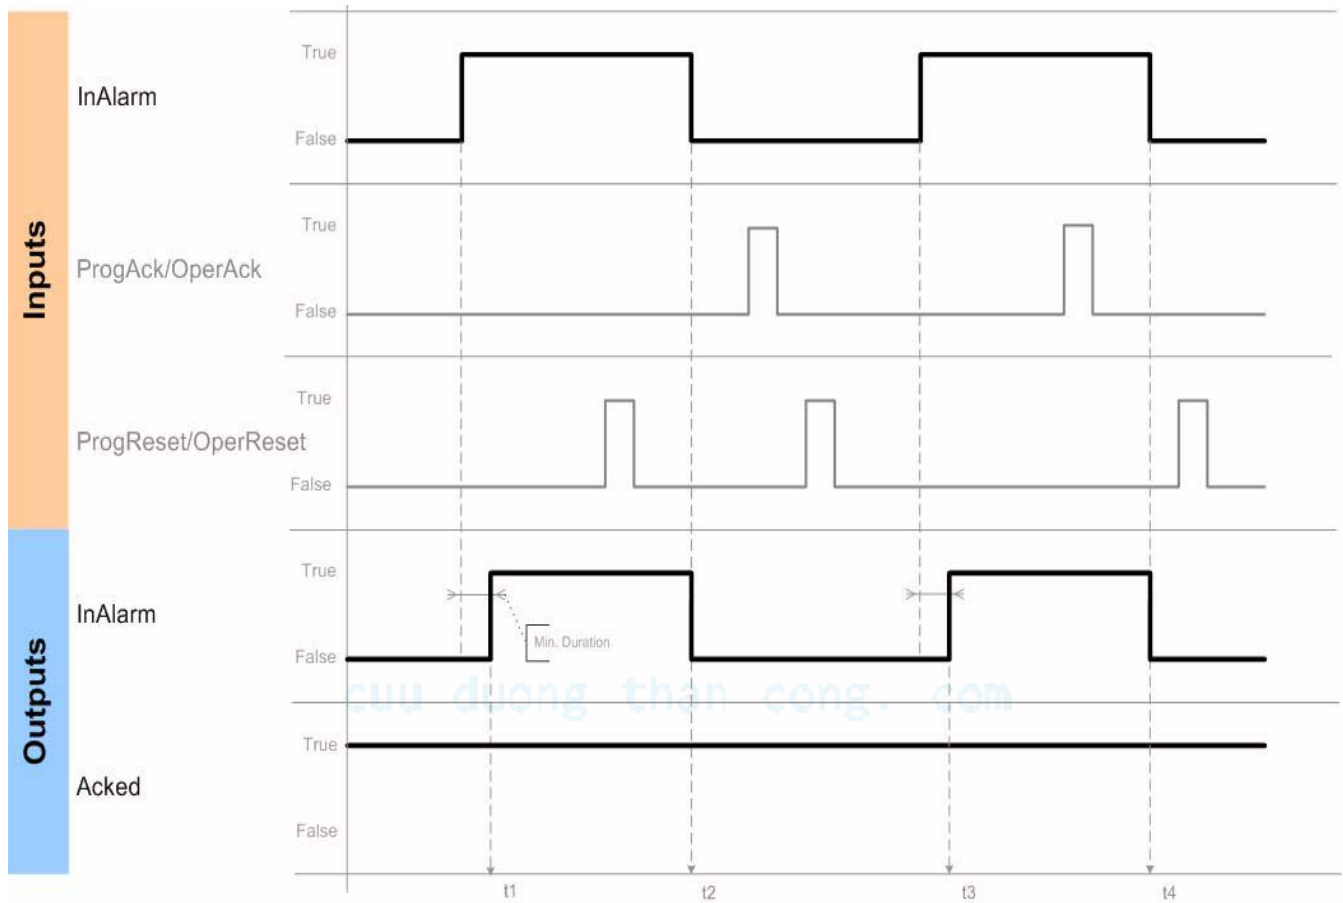 Inputs
InAlarm
True
False
ProgAck/OperAck
True
False
ProgReset/OperReset
True
False
Outputs
InAlarm
True
False
Min. Duration
cuu duong than cong. com
Acked
True
False
t1
t2
t3
t4